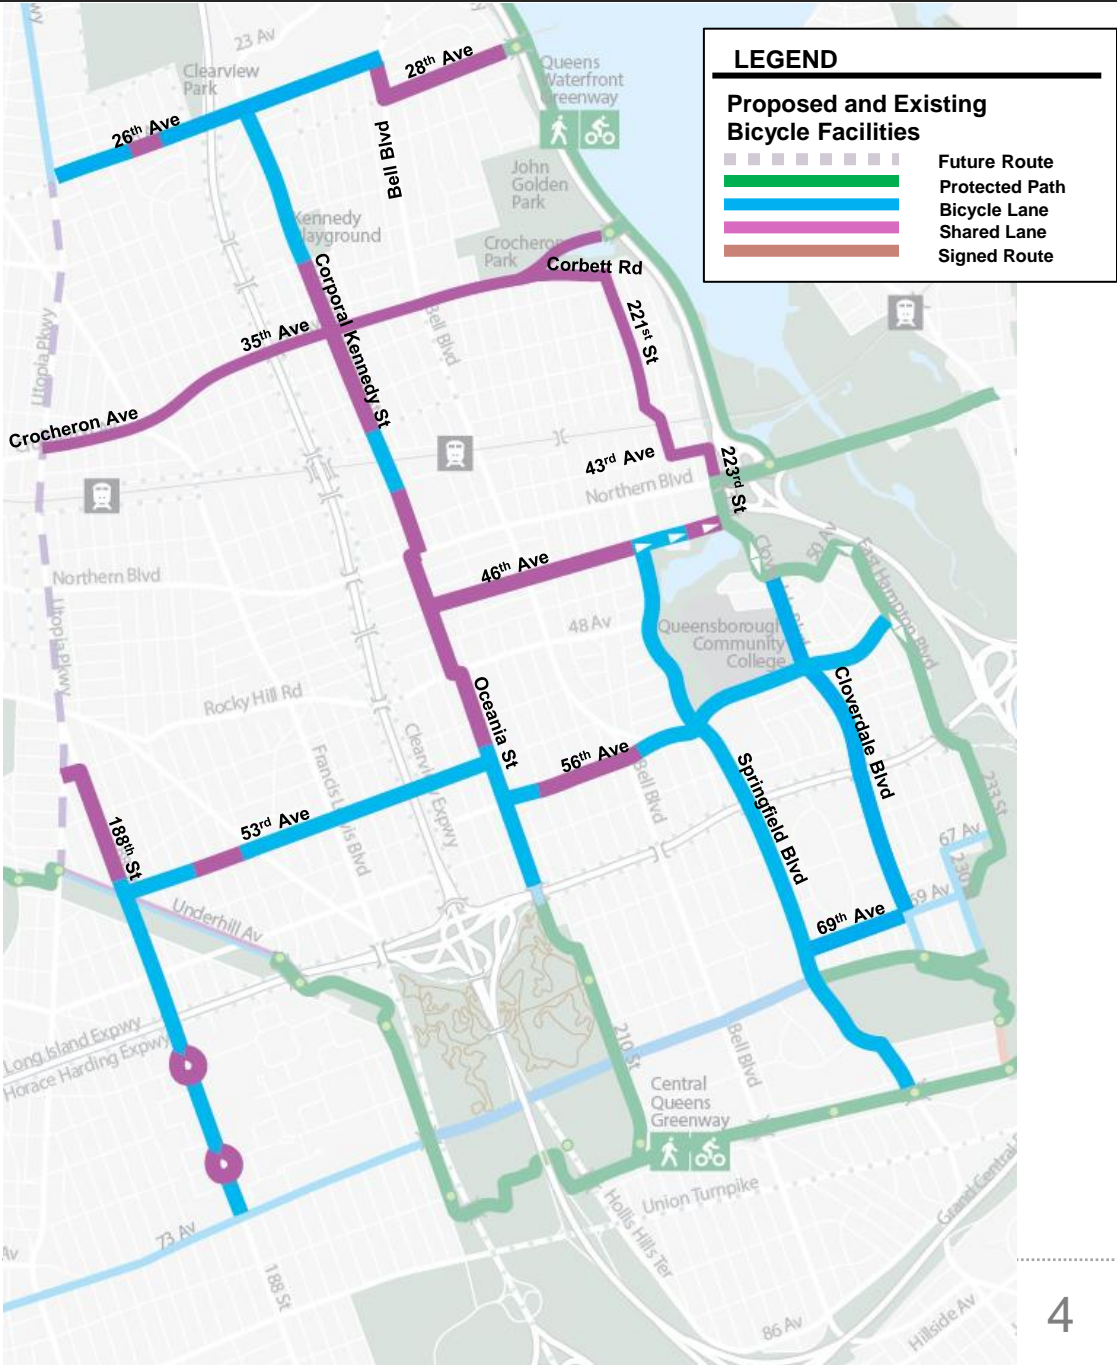 LEGEND
Proposed and Existing
Bicycle Facilities
Future Route
Protected Path
Bicycle Lane
Shared Lane
Signed Route
23 Av
Clearview
Park
28th Ave
Queens
Waterfront
Greenway
26th Ave
Bell Blvd
John
Golden
Park
Kennedy
Playground
Crocheron
Park
Corbett Rd
Corporal Kennedy St
35th Ave
Bell Blvd
221st St
Utopia Pkwy
Crocheron Ave
43rd Ave
223rd St
Northern Blvd
46th Ave
50 Av
East Hampton Blvd
Northern Blvd
Utopia Pkwy
48 Av
Queensborough
Community
College
Rocky Hill Rd
Oceania St
Cloverdale Blvd
Francis Lewis Blvd
Clearview Expwy
56th Ave
Bell Blvd
Springfield Blvd
233 St
53rd Ave
188th St
67 Av
230
69 Av
69th Ave
Underhill Av
Long Island Expwy
Horace Harding Expwy
210 St
Bell Blvd
Central
Queens
Greenway
Union Turnpike
Grand Central
Hollis Hills Ter
73 Av
Av
188 St
86 Av
Hillside Av
4